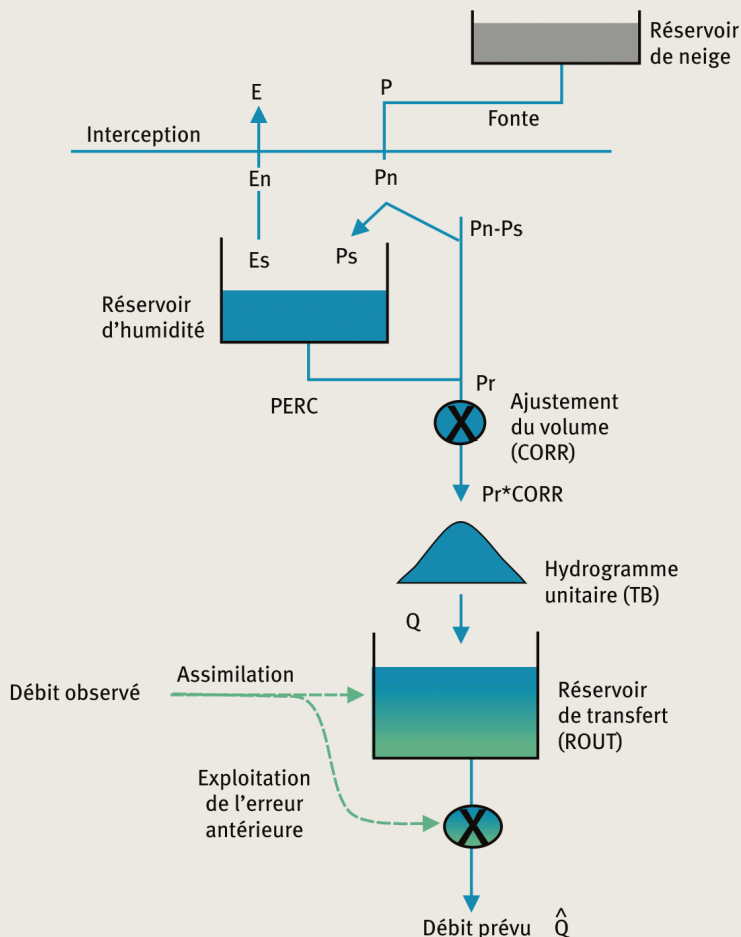 Réservoir
de neige
P
E
Fonte
Interception
En
Pn
Pn-Ps
Es
Ps
Réservoir
d'humidité
Pr
PERC
X
Ajustement
du volume
(CORR)
Pr*CORR
Hydrogramme
unitaire (TB)
Q
Assimilation
Débit observé
Réservoir
de transfert
(ROUT)
Exploitation
de l'erreur
antérieure
X
Débit prévu Q̂